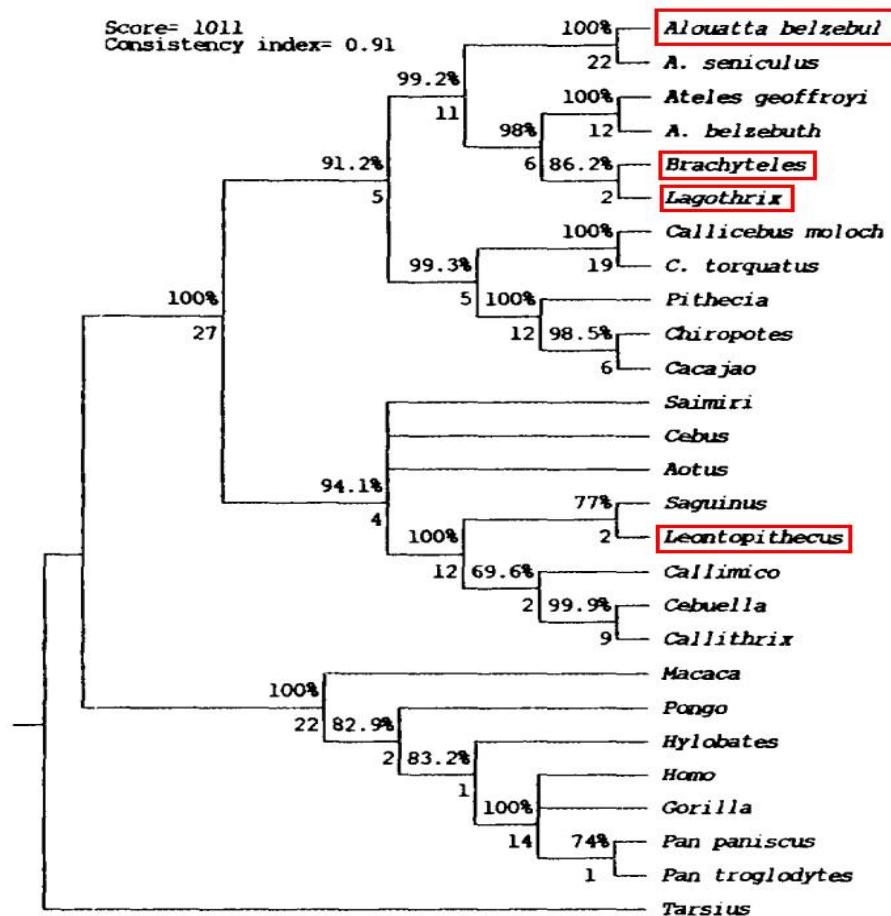 Score= 1011
Consistency index= 0.91
100% Alouatta belzebul
22 A. seniculus
99.2%
11
100% Ateles geoffroyi
12 A. belzebuth
98%
6
86.2% Brachyteles
2 Lagothrix
91.2%
5
100% Callicebus moloch
19 C. torquatus
99.3%
5
100% Pithecia
12
98.5% Chiropotes
6 Cacajao
100%
27
Saimiri
Cebus
Aotus
94.1%
4
77% Saguinus
2 Leontopithecus
100%
12
69.6% Callimico
2
99.9% Cebuella
9 Callithrix
Macaca
100%
22
Pongo
82.9%
2
Hylobates
83.2%
1
Homo
100% Gorilla
14
74% Pan paniscus
1 Pan troglodytes
Tarsius